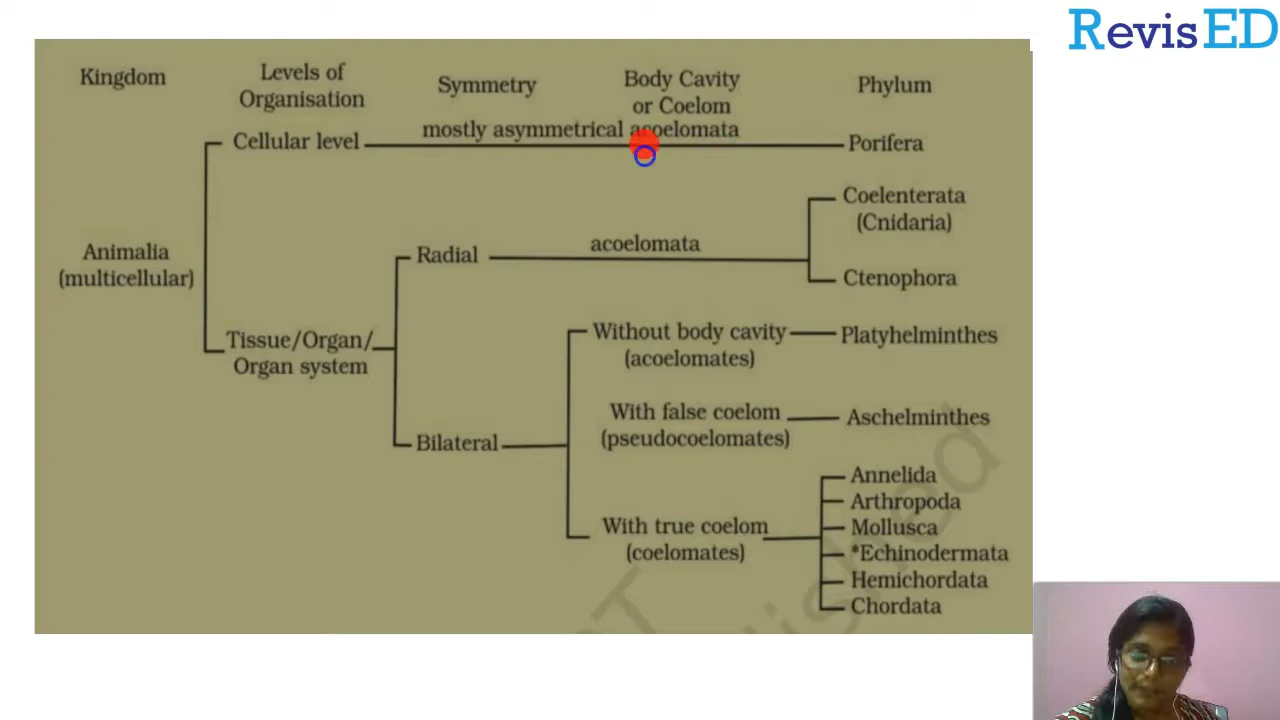 RevisED
Kingdom
Levels of
Organisation
Symmetry
Body Cavity
or Coelom
Phylum
mostly asymmetrical acoelomata
Cellular level
Porifera
Coelenterata
(Cnidaria)
Animalia
(multicellular)
Radial
acoelomata
Ctenophora
Tissue/Organ/
Organ system
Without body cavity
(acoelomates)
Platyhelminthes
With false coelom
(pseudocoelomates)
Aschelminthes
Bilateral
With true coelom
(coelomates)
Annelida
Arthropoda
Mollusca
*Echinodermata
Hemichordata
Chordata